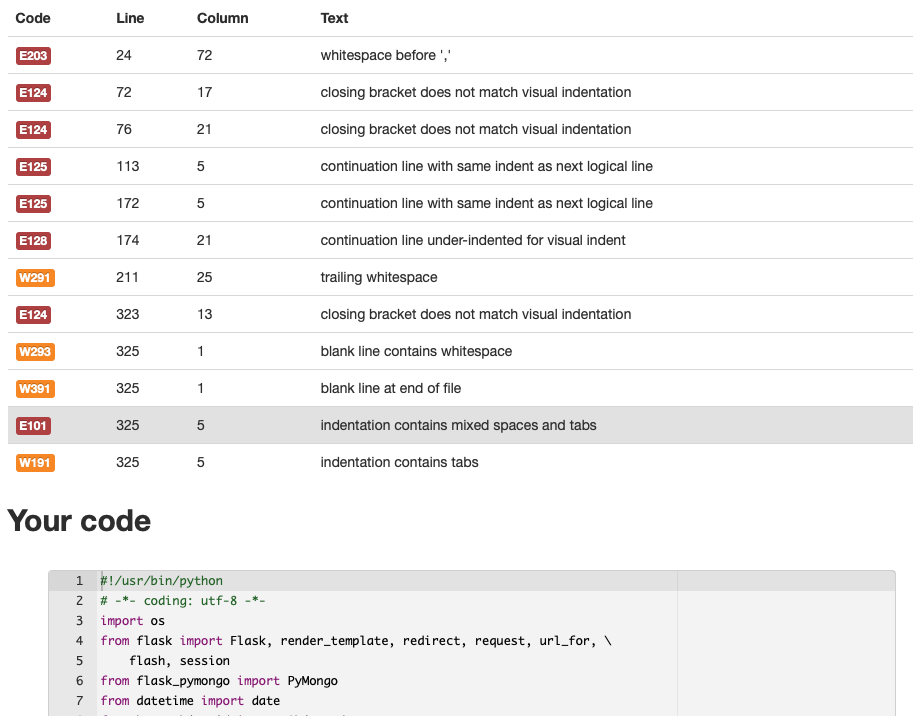 Code Line Column Text
E203 24 72 whitespace before ','
E124 72 17 closing bracket does not match visual indentation
E124 76 21 closing bracket does not match visual indentation
E125 113 5 continuation line with same indent as next logical line
E125 172 5 continuation line with same indent as next logical line
E128 174 21 continuation line under-indented for visual indent
W291 211 25 trailing whitespace
E124 323 13 closing bracket does not match visual indentation
W293 325 1 blank line contains whitespace
W391 325 1 blank line at end of file
E101 325 5 indentation contains mixed spaces and tabs
W191 325 5 indentation contains tabs
Your code
1 #!/usr/bin/python
2 # -*- coding: utf-8 -*-
3 import os
4 from flask import Flask, render_template, redirect, request, url_for, \
5 flash, session
6 from flask_pymongo import PyMongo
7 from datetime import date